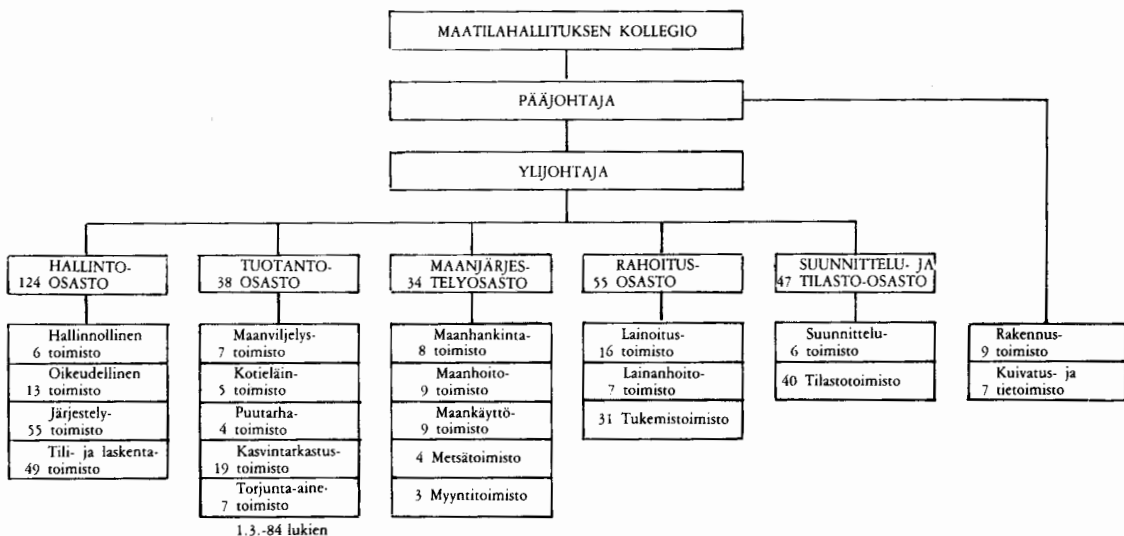 MAATILAHALLITUKSEN KOLLEGIO
PÄÄJOHTAJA
YLIJOHTAJA
HALLINTO-
124 OSASTO
Hallinnollinen
6 toimisto
Oikeudellinen
13 toimisto
Järjestely-
55 toimisto
Tili- ja laskenta-
49 toimisto
TUOTANTO-
38 OSASTO
Maanviljelys-
7 toimisto
Kotieläin-
5 toimisto
Puutarha-
4 toimisto
Kasvintarkastus-
19 toimisto
Torjunta-aine-
7 toimisto
1.3.-84 lukien
MAANJÄRJES-
34 TELYOSASTO
Maanhankinta-
8 toimisto
Maanhoito-
9 toimisto
Maankäyttö-
9 toimisto
4 Metsätoimisto
3 Myyntitoimisto
RAHOITUS-
55 OSASTO
Lainoitus-
16 toimisto
Lainanhoito-
7 toimisto
31 Tukemistoimisto
SUUNNITTELU- JA
47 TILASTO-OSASTO
Suunnittelu-
6 toimisto
40 Tilastotoimisto
Rakennus-
9 toimisto
Kuivatus- ja
7 tietoimisto